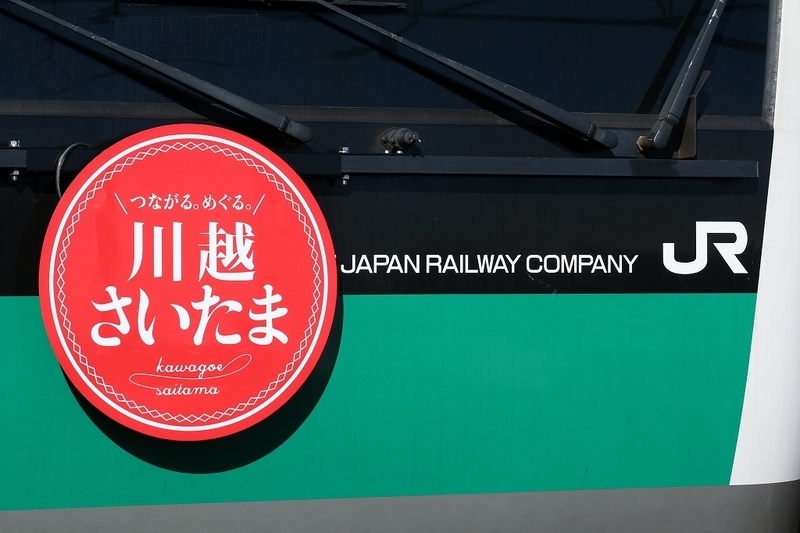 \つながる。めぐる。/
川越
さいたま
kawagoe
saitama
JAPAN RAILWAY COMPANY
JR